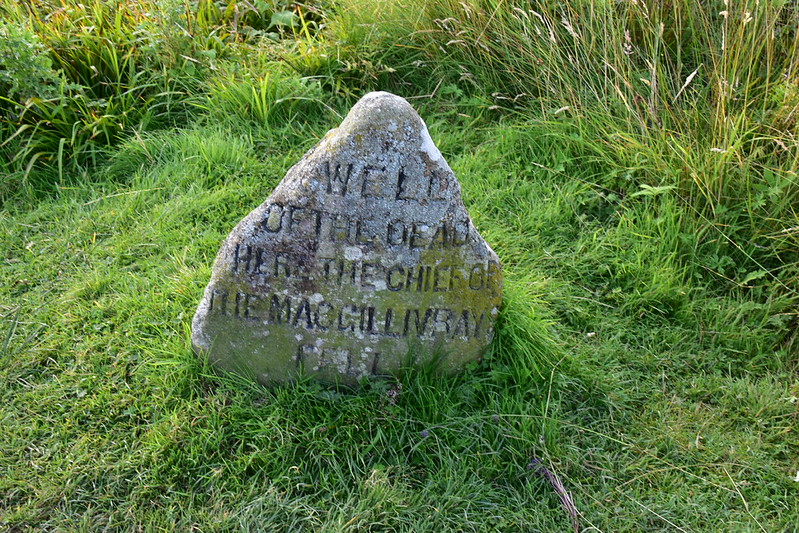 WELL
OF THE DEAD
HERE THE CHIEF OF
THE MACGILLIVRAYS
FELL